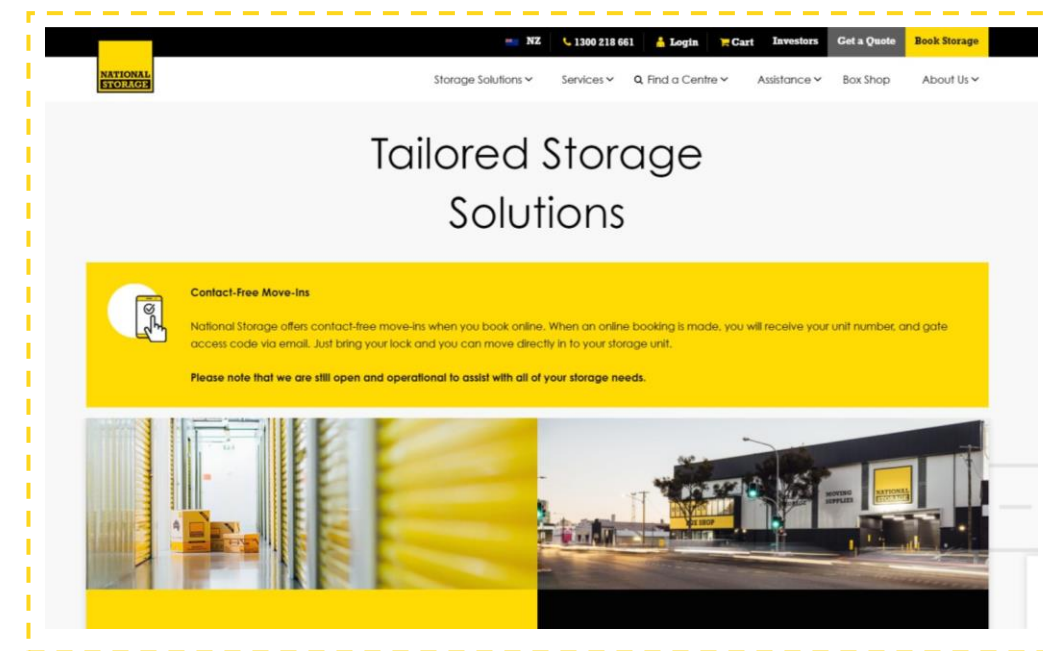 NZ 1300 218 661 Login Cart Investors Get a Quote Book Storage
NATIONAL
STORAGE
Storage Solutions Services Find a Centre Assistance Box Shop About Us
Tailored Storage
Solutions
Contact-Free Move-Ins
National Storage offers contact-free move-ins when you book online. When an online booking is made, you will receive your unit number, and gate
access code via email. Just bring your lock and you can move directly in to your storage unit.
Please note that we are still open and operational to assist with all of your storage needs.
MOVING
SUPPLIES
NATIONAL
STORAGE